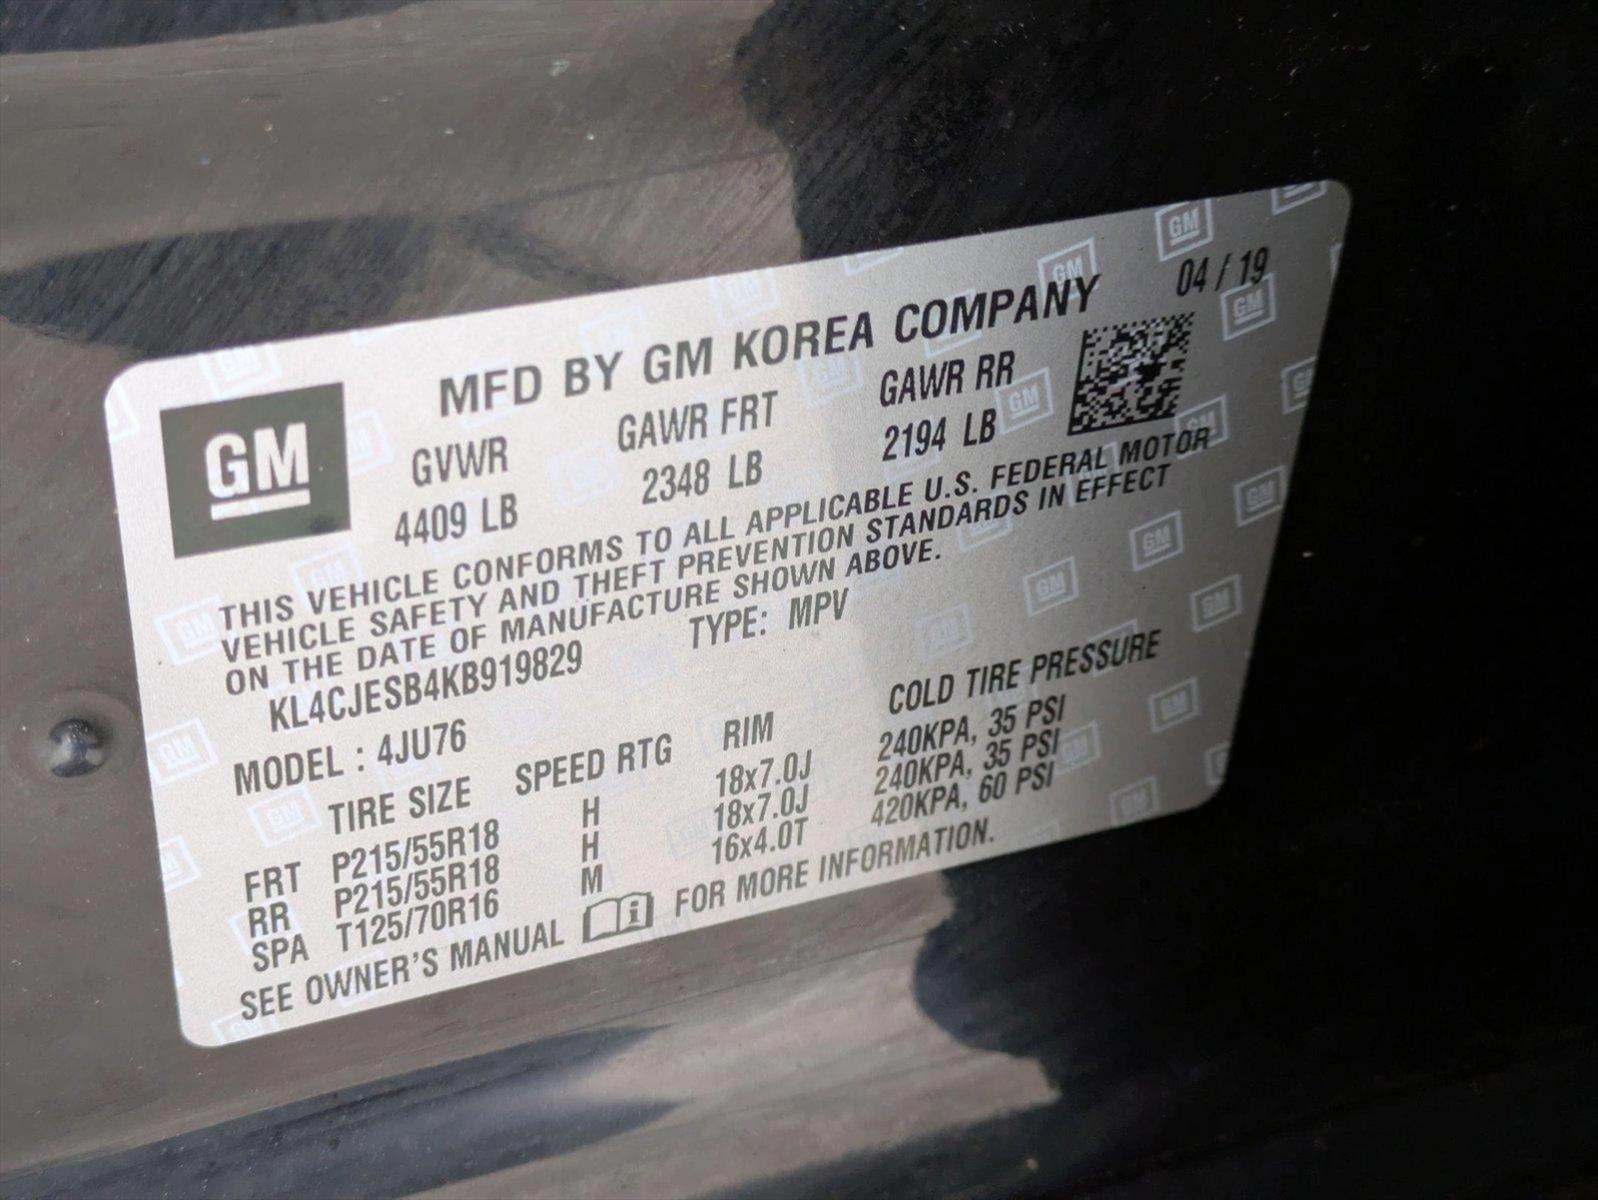 04 / 19
MFD BY GM KOREA COMPANY
GM
GVWR GAWR FRT GAWR RR
4409 LB 2348 LB 2194 LB
THIS VEHICLE CONFORMS TO ALL APPLICABLE U.S. FEDERAL MOTOR
VEHICLE SAFETY AND THEFT PREVENTION STANDARDS IN EFFECT
ON THE DATE OF MANUFACTURE SHOWN ABOVE.
KL4CJESB4KB919829 TYPE: MPV
MODEL : 4JU76
TIRE SIZE SPEED RTG RIM COLD TIRE PRESSURE
FRT P215/55R18 H 18x7.0J 240KPA, 35 PSI
RR P215/55R18 H 18x7.0J 240KPA, 35 PSI
SPA T125/70R16 M 16x4.0T 420KPA, 60 PSI
SEE OWNER'S MANUAL i FOR MORE INFORMATION.